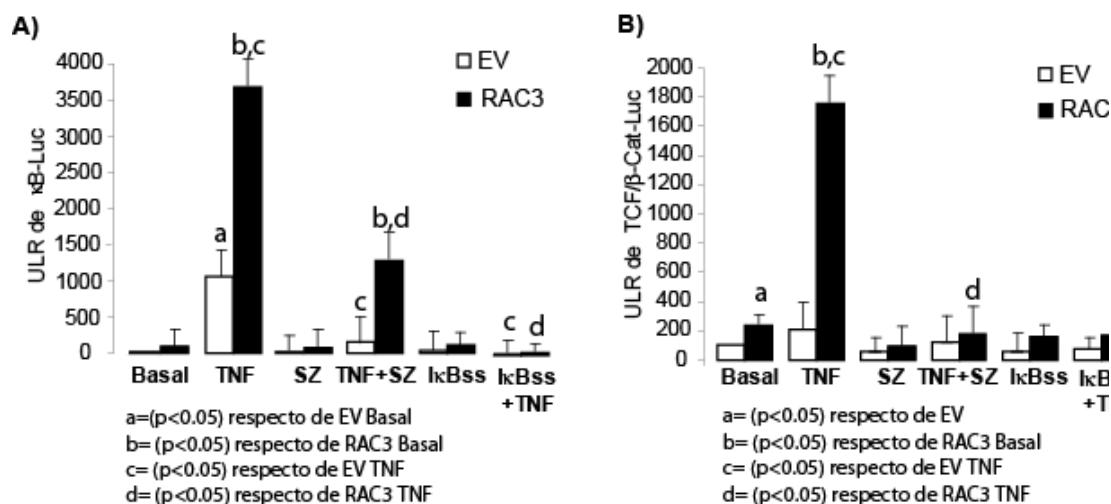 A)
ULR de κB-Luc
4000
3500
3000
2500
2000
1500
1000
500
0
EV
RAC3
a
b,c
c
b,d
c
d
Basal
TNF
SZ
TNF+SZ
IκBss
IκBss
+TNF
a=(p<0.05) respecto de EV Basal
b= (p<0.05) respecto de RAC3 Basal
c= (p<0.05) respecto de EV TNF
d= (p<0.05) respecto de RAC3 TNF
B)
ULR de TCF/β-Cat-Luc
2000
1800
1600
1400
1200
1000
800
600
400
200
0
EV
RAC
a
b,c
d
Basal
TNF
SZ
TNF+SZ
IκBss
IκB
+T
a= (p<0.05) respecto de EV
b= (p<0.05) respecto de RAC3 Basal
c= (p<0.05) respecto de EV TNF
d= (p<0.05) respecto de RAC3 TNF